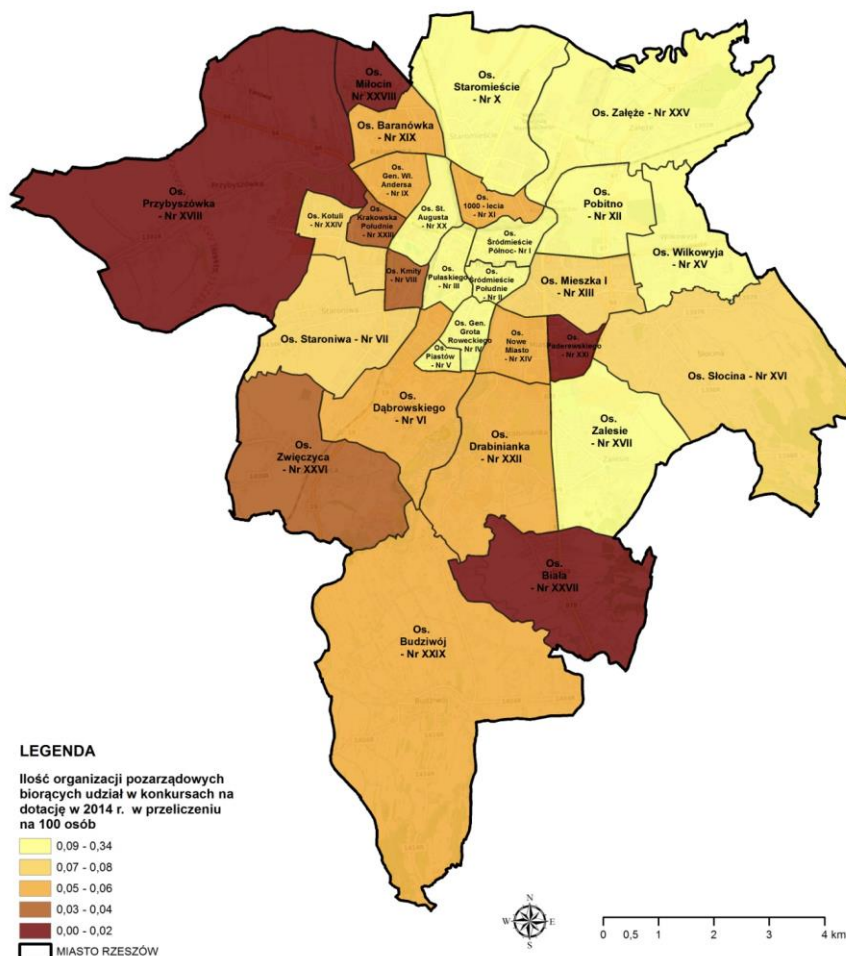 Os.
Miłocin
Nr XXVIII
Os.
Staromieście
- Nr X
Os. Załęże - Nr XXV
Os. Baranówka
- Nr XIX
Os.
Gen. Wł.
Andersa
- Nr IX
Os.
1000 - lecia
- Nr XI
Os.
Przybyszówka
- Nr XVIII
Os.
Pobitno
- Nr XII
Os. Kotuli
- Nr XXIV
Os.
Krakowska
Południe
- Nr XXIII
Os. St.
Augusta
- Nr XX
Os.
Śródmieście
Północ- Nr I
Os. Wilkowyja
- Nr XV
Os. Kmity
- Nr VIII
Os.
Pułaskiego
- Nr III
Os.
Śródmieście
Południe
- Nr II
Os. Mieszka I
- Nr XIII
Os. Staroniwa - Nr VII
Os. Gen.
Grota
Roweckiego
- Nr IV
Os.
Piastów
- Nr V
Os.
Nowe
Miasto
- Nr XIV
Os.
Paderewskiego
- Nr XXI
Os. Słocina - Nr XVI
Os.
Dąbrowskiego
- Nr VI
Os.
Zalesie
- Nr XVII
Os.
Zwięczyca
- Nr XXVI
Os.
Drabinianka
- Nr XXII
Os.
Biała
- Nr XXVII
Os.
Budziwój
- Nr XXIX
LEGENDA
Ilość organizacji pozarządowych
biorących udział w konkursach na
dotację w 2014 r. w przeliczeniu
na 100 osób
0,09 - 0,34
0,07 - 0,08
0,05 - 0,06
0,03 - 0,04
0,00 - 0,02
MIASTO RZESZÓW
N
W E
S
0 0,5 1 2 3 4 km